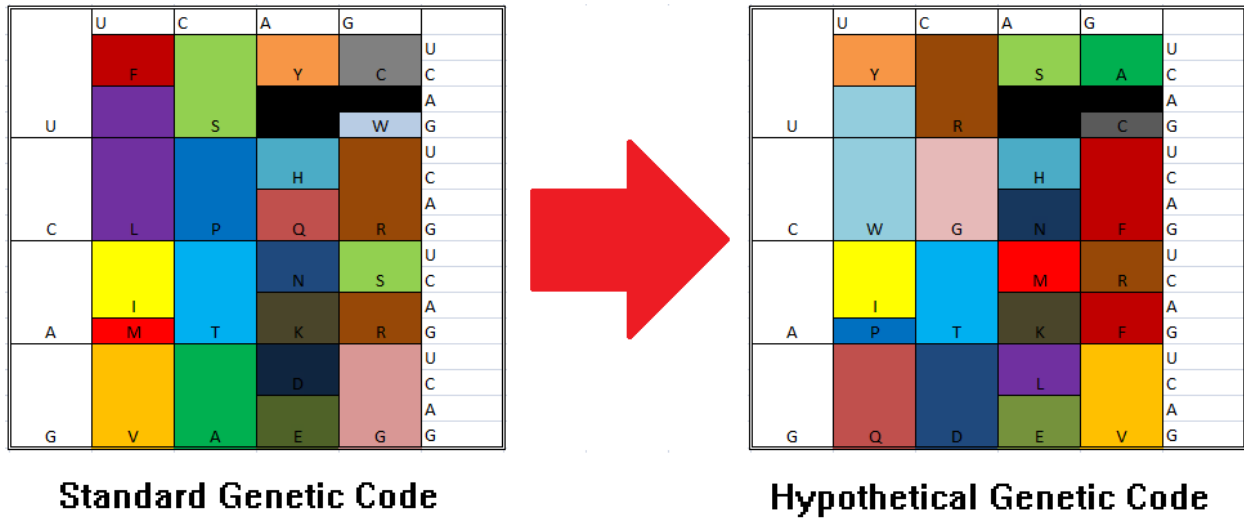 U C A G
U
F Y C C
A
U S W G
U
H C
A
C L P Q R G
U
N S C
I A
A M T K R G
U
D C
A
G V A E G G
Standard Genetic Code
U C A G
U
Y S A C
A
U R C G
U
H C
A
C W G N F G
U
M R C
I A
A P T K F G
U
L C
A
G Q D E V G
Hypothetical Genetic Code